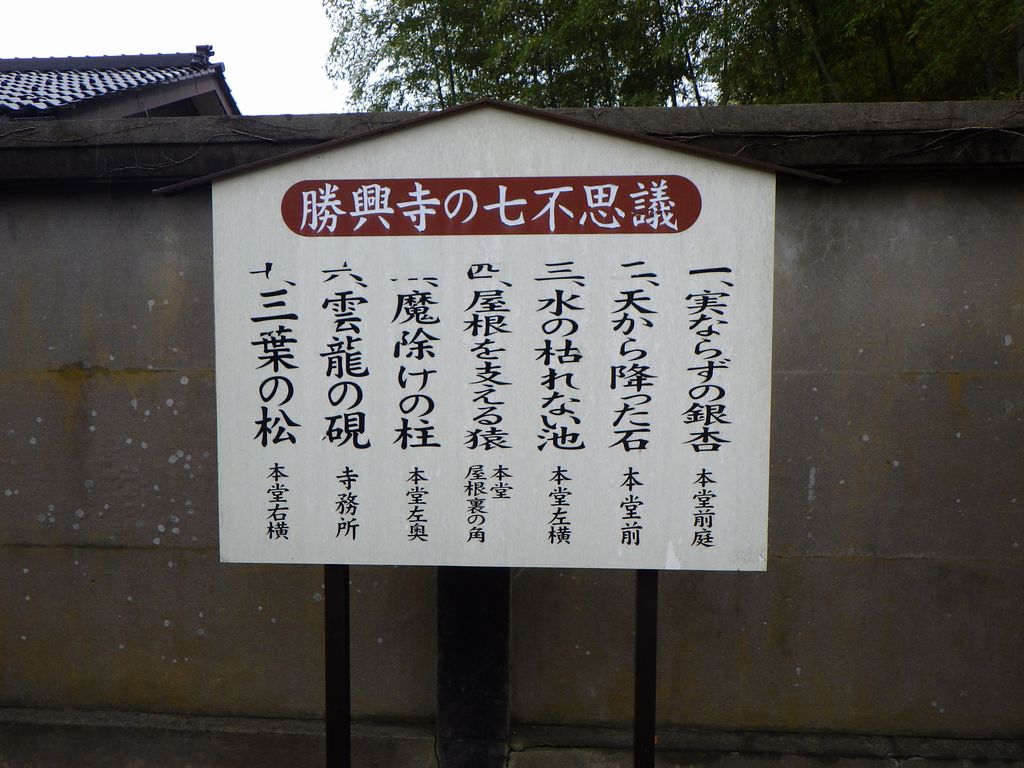 勝興寺の七不思議
一、実ならずの銀杏 本堂前庭
二、天から降った石 本堂前
三、水の枯れない池 本堂左横
四、屋根を支える猿 本堂屋根裏の角
魔除けの柱 本堂左奥
六、雲龍の硯 寺務所
三葉の松 本堂右横